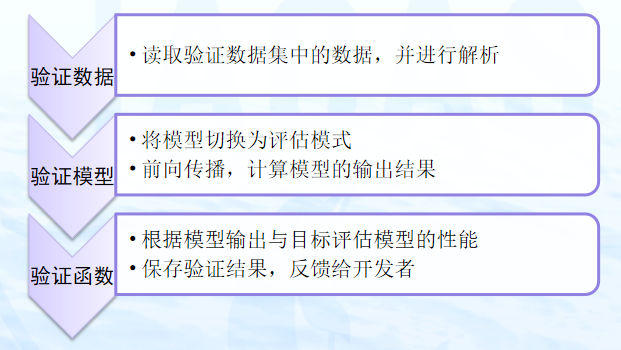 验证数据
• 读取验证数据集中的数据，并进行解析
验证模型
• 将模型切换为评估模式
• 前向传播，计算模型的输出结果
验证函数
• 根据模型输出与目标评估模型的性能
• 保存验证结果，反馈给开发者